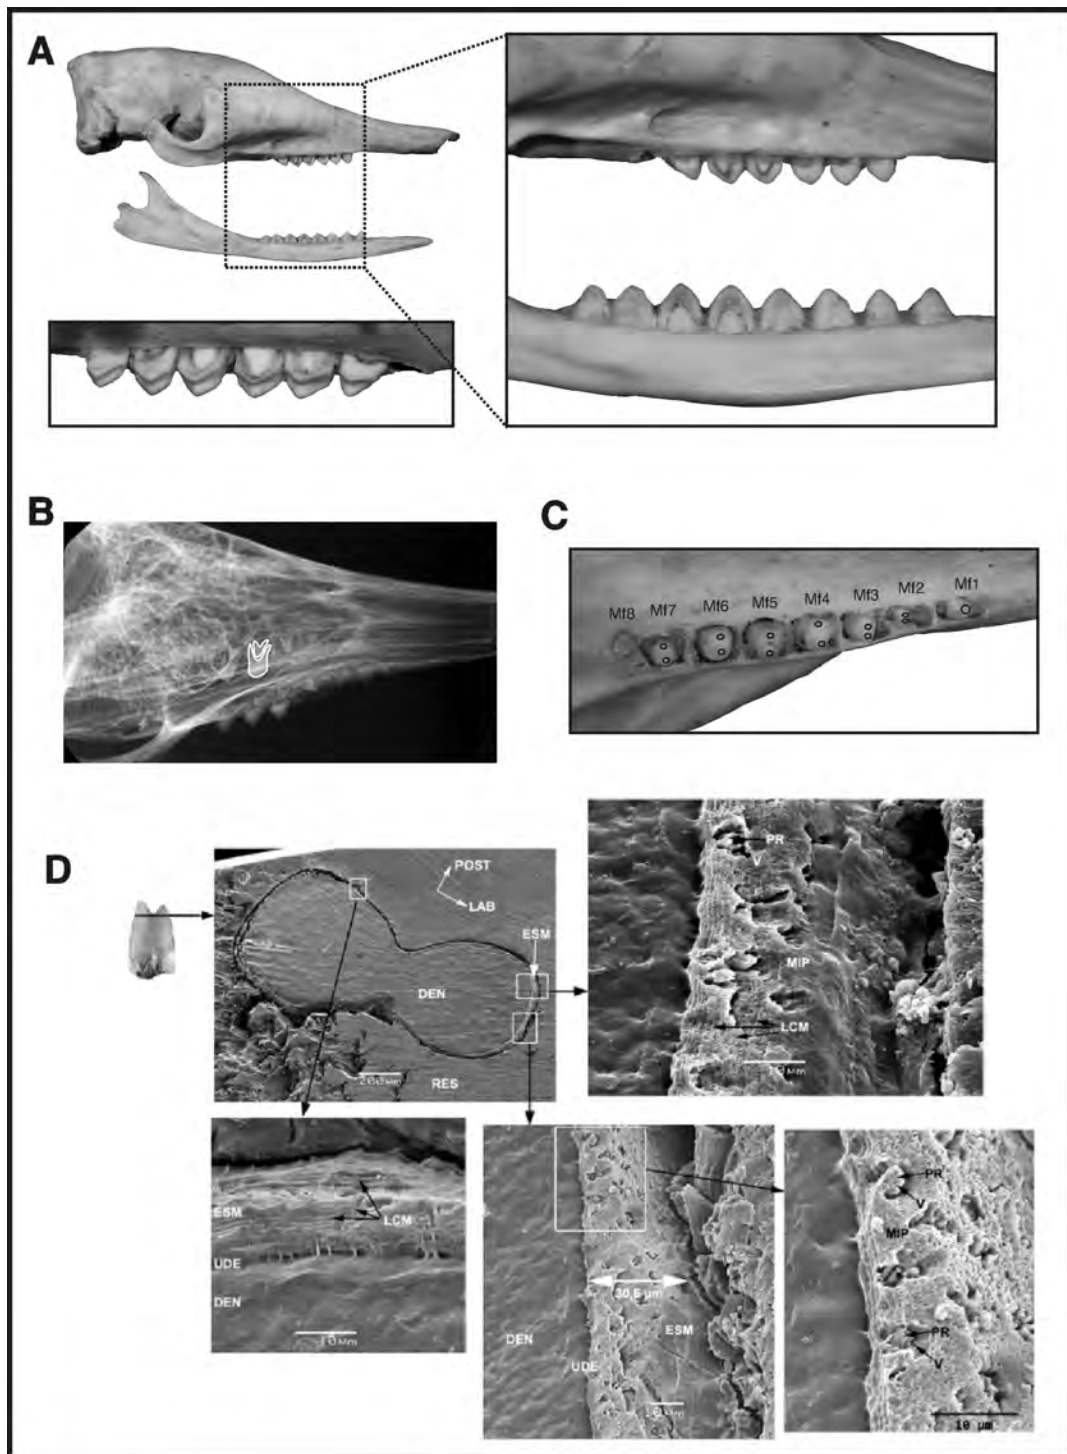 A
B
C
Mf8 Mf7 Mf6 Mf5 Mf4 Mf3 Mf2 Mf1
D
POST
LAB
ESM
DEN
RES
PR
V
MIP
LCM
ESM
LCM
UDE
DEN
30,6 µm
DEN
UDE
ESM
PR
V
MIP
PR
V
10 µm